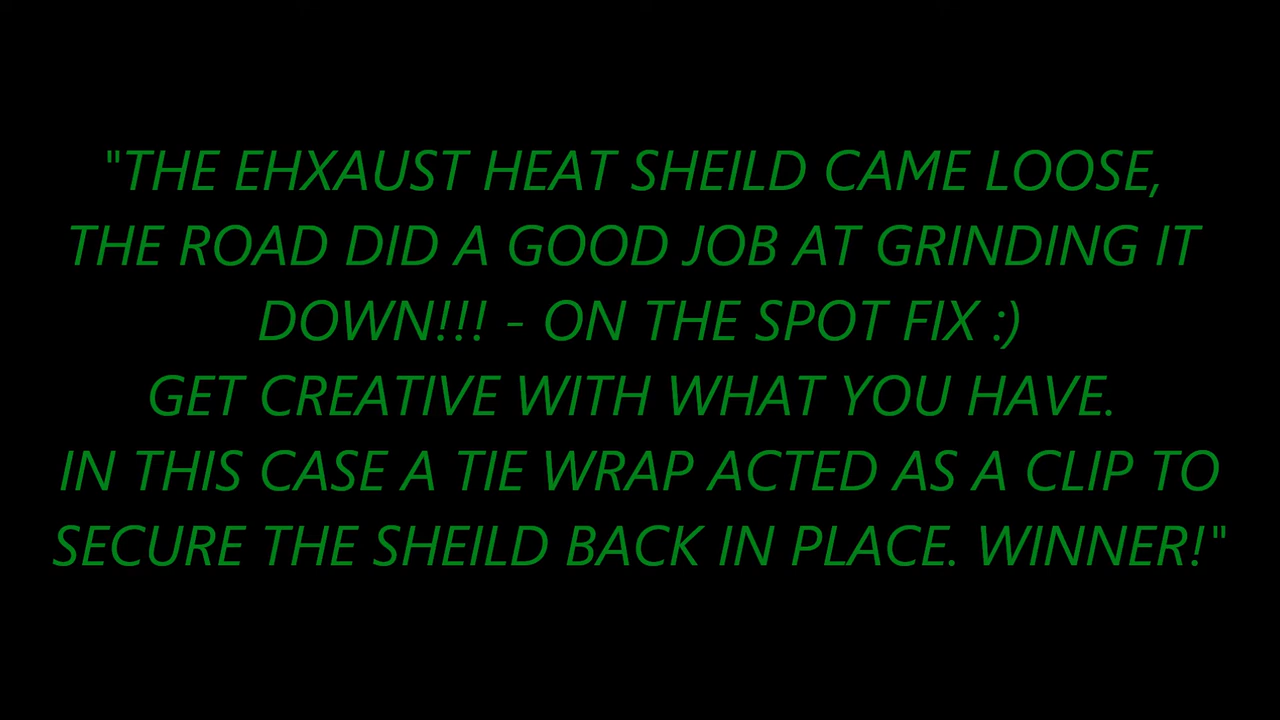 "THE EHXAUST HEAT SHEILD CAME LOOSE,
THE ROAD DID A GOOD JOB AT GRINDING IT
DOWN!!! - ON THE SPOT FIX :)
GET CREATIVE WITH WHAT YOU HAVE.
IN THIS CASE A TIE WRAP ACTED AS A CLIP TO
SECURE THE SHEILD BACK IN PLACE. WINNER!"